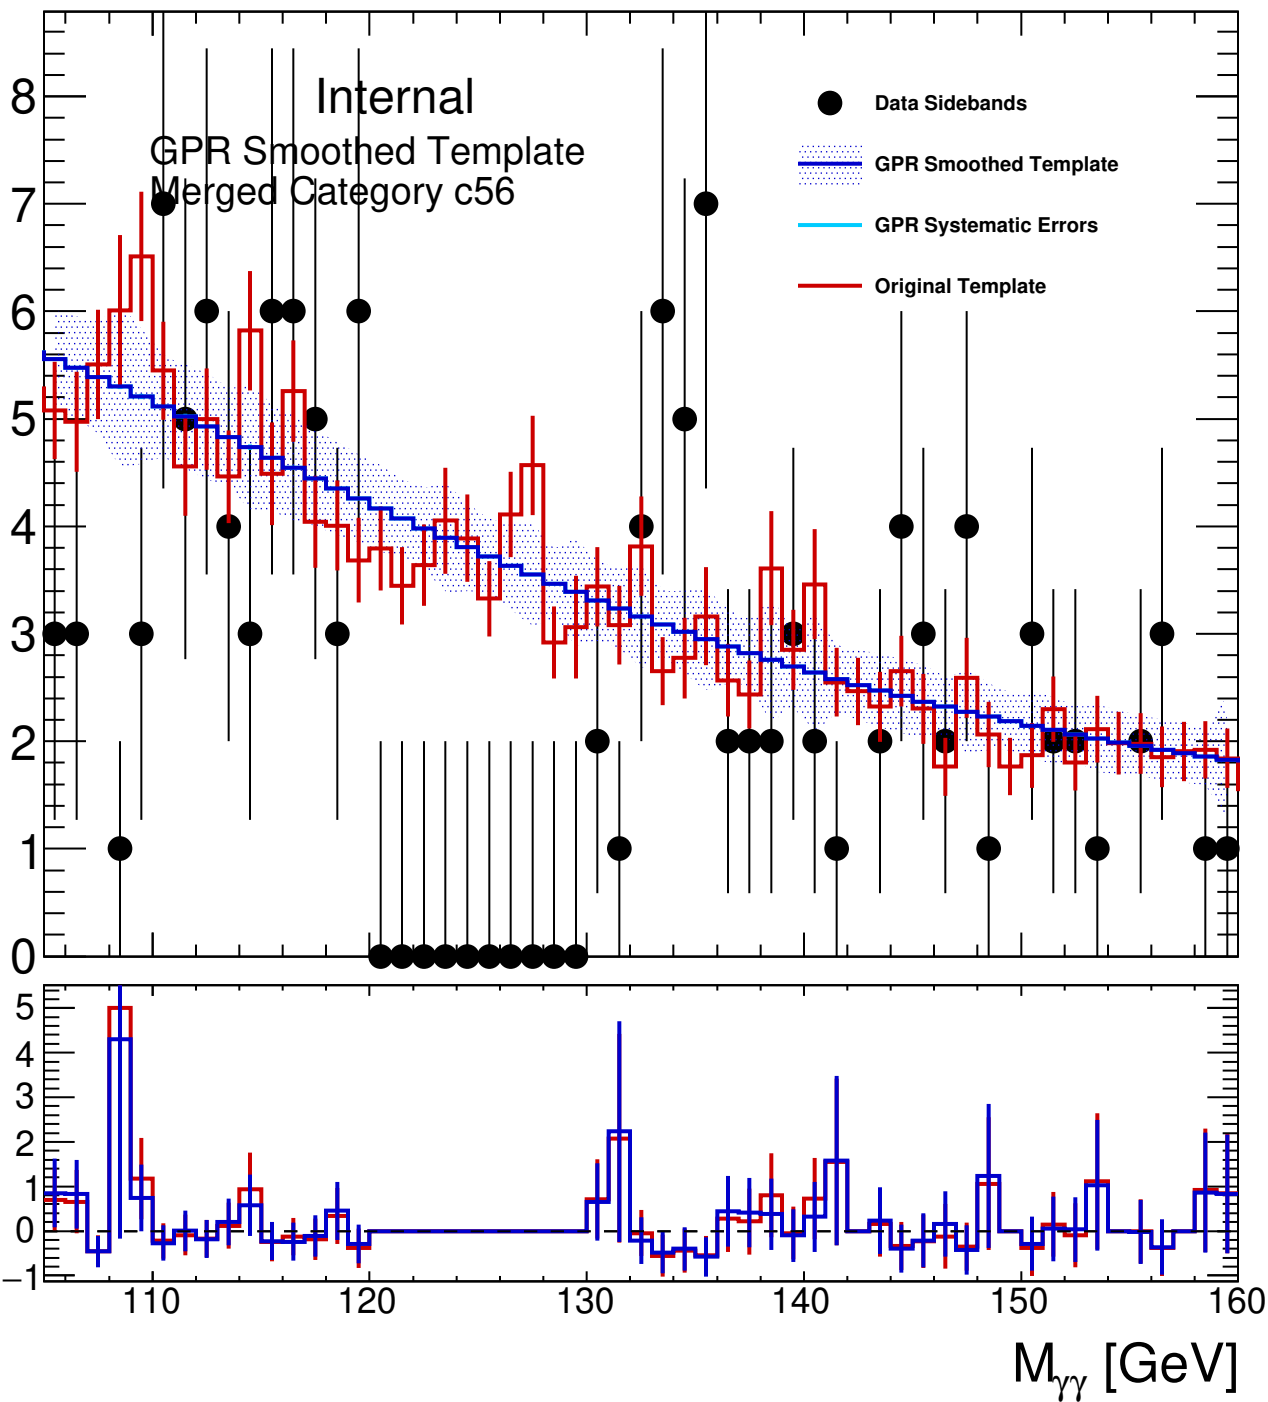 8
7
6
5
4
3
2
1
0
Internal
GPR Smoothed Template
Merged Category c56
Data Sidebands
GPR Smoothed Template
GPR Systematic Errors
Original Template
5
4
3
2
1
0
−1
110 120 130 140 150 160
Mγγ [GeV]